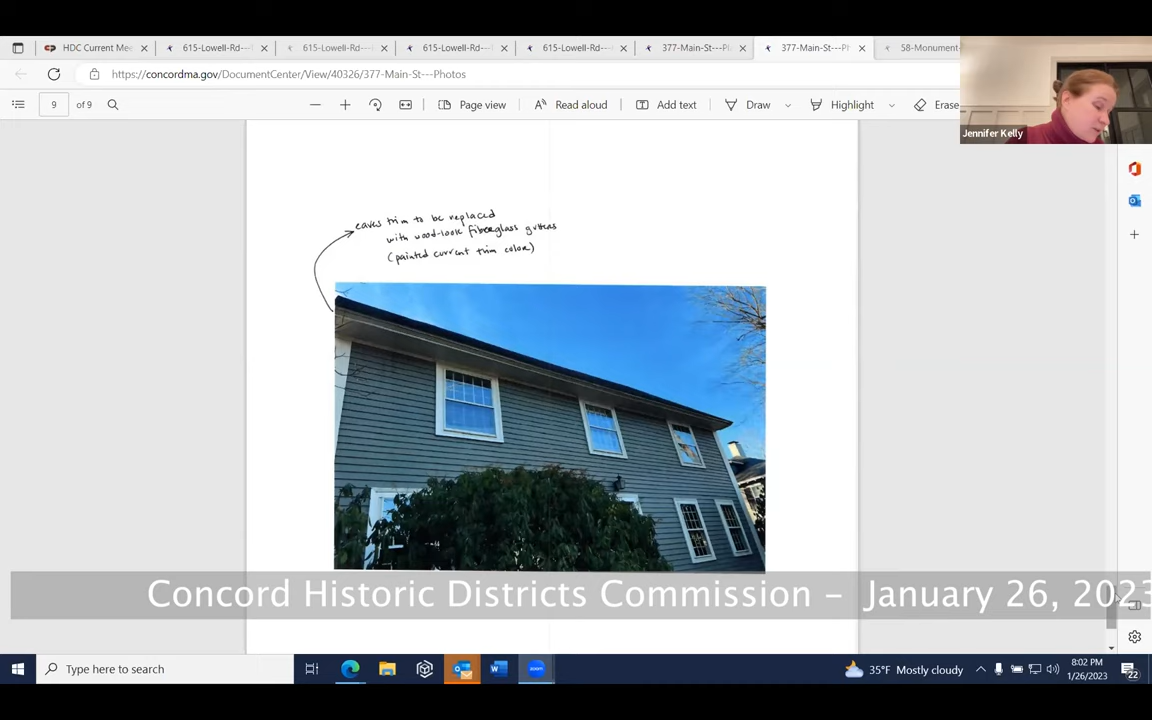 HDC Current Mee
615-Lowell-Rd---
615-Lowell-Rd---
615-Lowell-Rd---
615-Lowell-Rd---
377-Main-St---P
377-Main-St---Ph
58-Monument-
https://concordma.gov/DocumentCenter/View/40326/377-Main-St---Photos
9 of 9
Page view
Read aloud
Add text
Draw
Highlight
Erase
Jennifer Kelly
eaves trim to be replaced
with wood-look fiberglass gutters
(painted current trim color)
Concord Historic Districts Commission – January 26, 2023
Type here to search
35°F Mostly cloudy
8:02 PM
1/26/2023
22